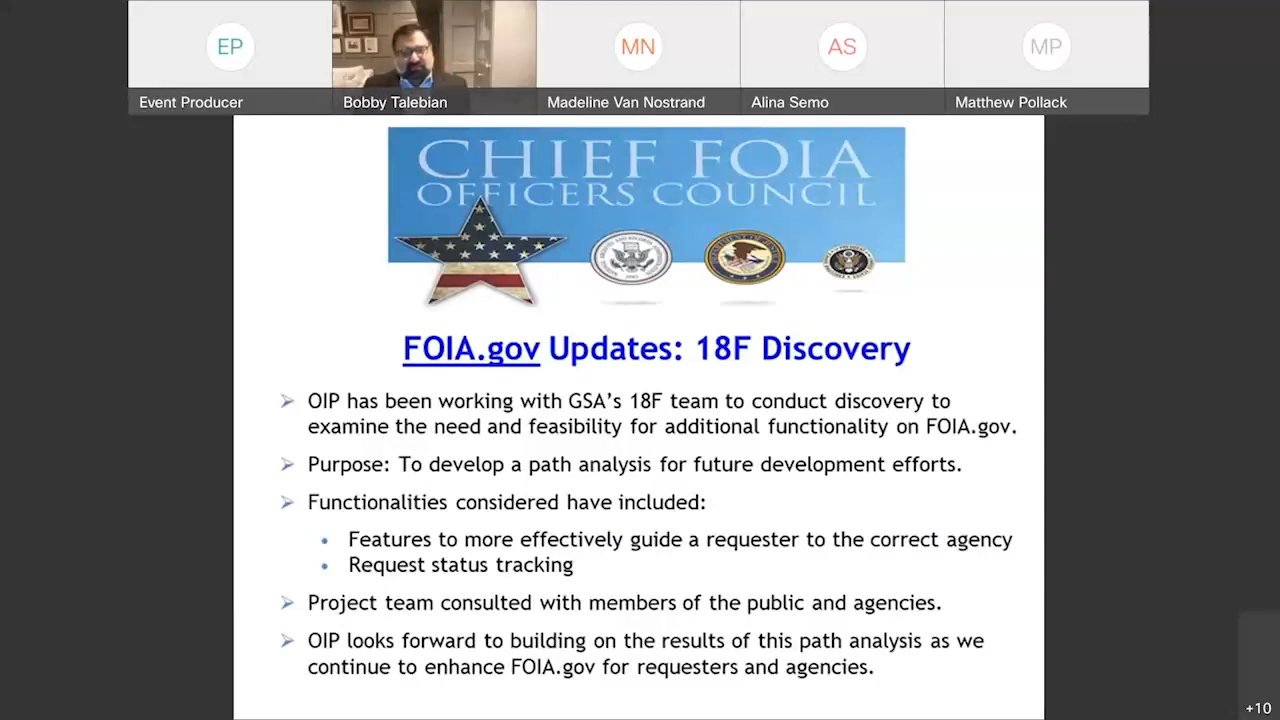 EP
MN
AS
MP
Event Producer
Bobby Talebian
Madeline Van Nostrand
Alina Semo
Matthew Pollack
CHIEF FOIA
OFFICERS COUNCIL
FOIA.gov Updates: 18F Discovery
OIP has been working with GSA's 18F team to conduct discovery to
examine the need and feasibility for additional functionality on FOIA.gov.
Purpose: To develop a path analysis for future development efforts.
Functionalities considered have included:
Features to more effectively guide a requester to the correct agency
Request status tracking
Project team consulted with members of the public and agencies.
OIP looks forward to building on the results of this path analysis as we
continue to enhance FOIA.gov for requesters and agencies.
+10